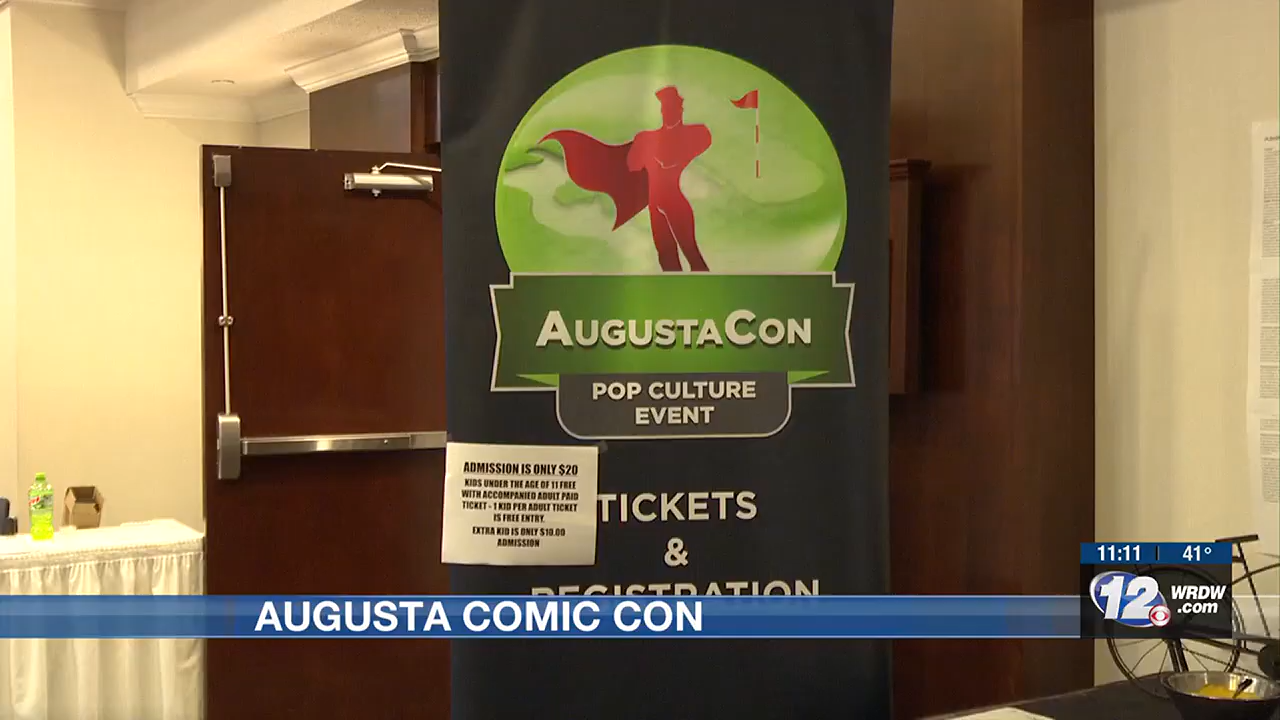 AUGUSTACON
POP CULTURE
EVENT
ADMISSION IS ONLY $20
KIDS UNDER THE AGE OF 11 FREE
WITH ACCOMPANIED ADULT PAID
TICKET - 1 KID PER ADULT TICKET
IS FREE ENTRY.
EXTRA KID IS ONLY $10.00
ADMISSION
TICKETS
&
REGISTRATION
11:11 | 41°
12 WRDW
.com
AUGUSTA COMIC CON